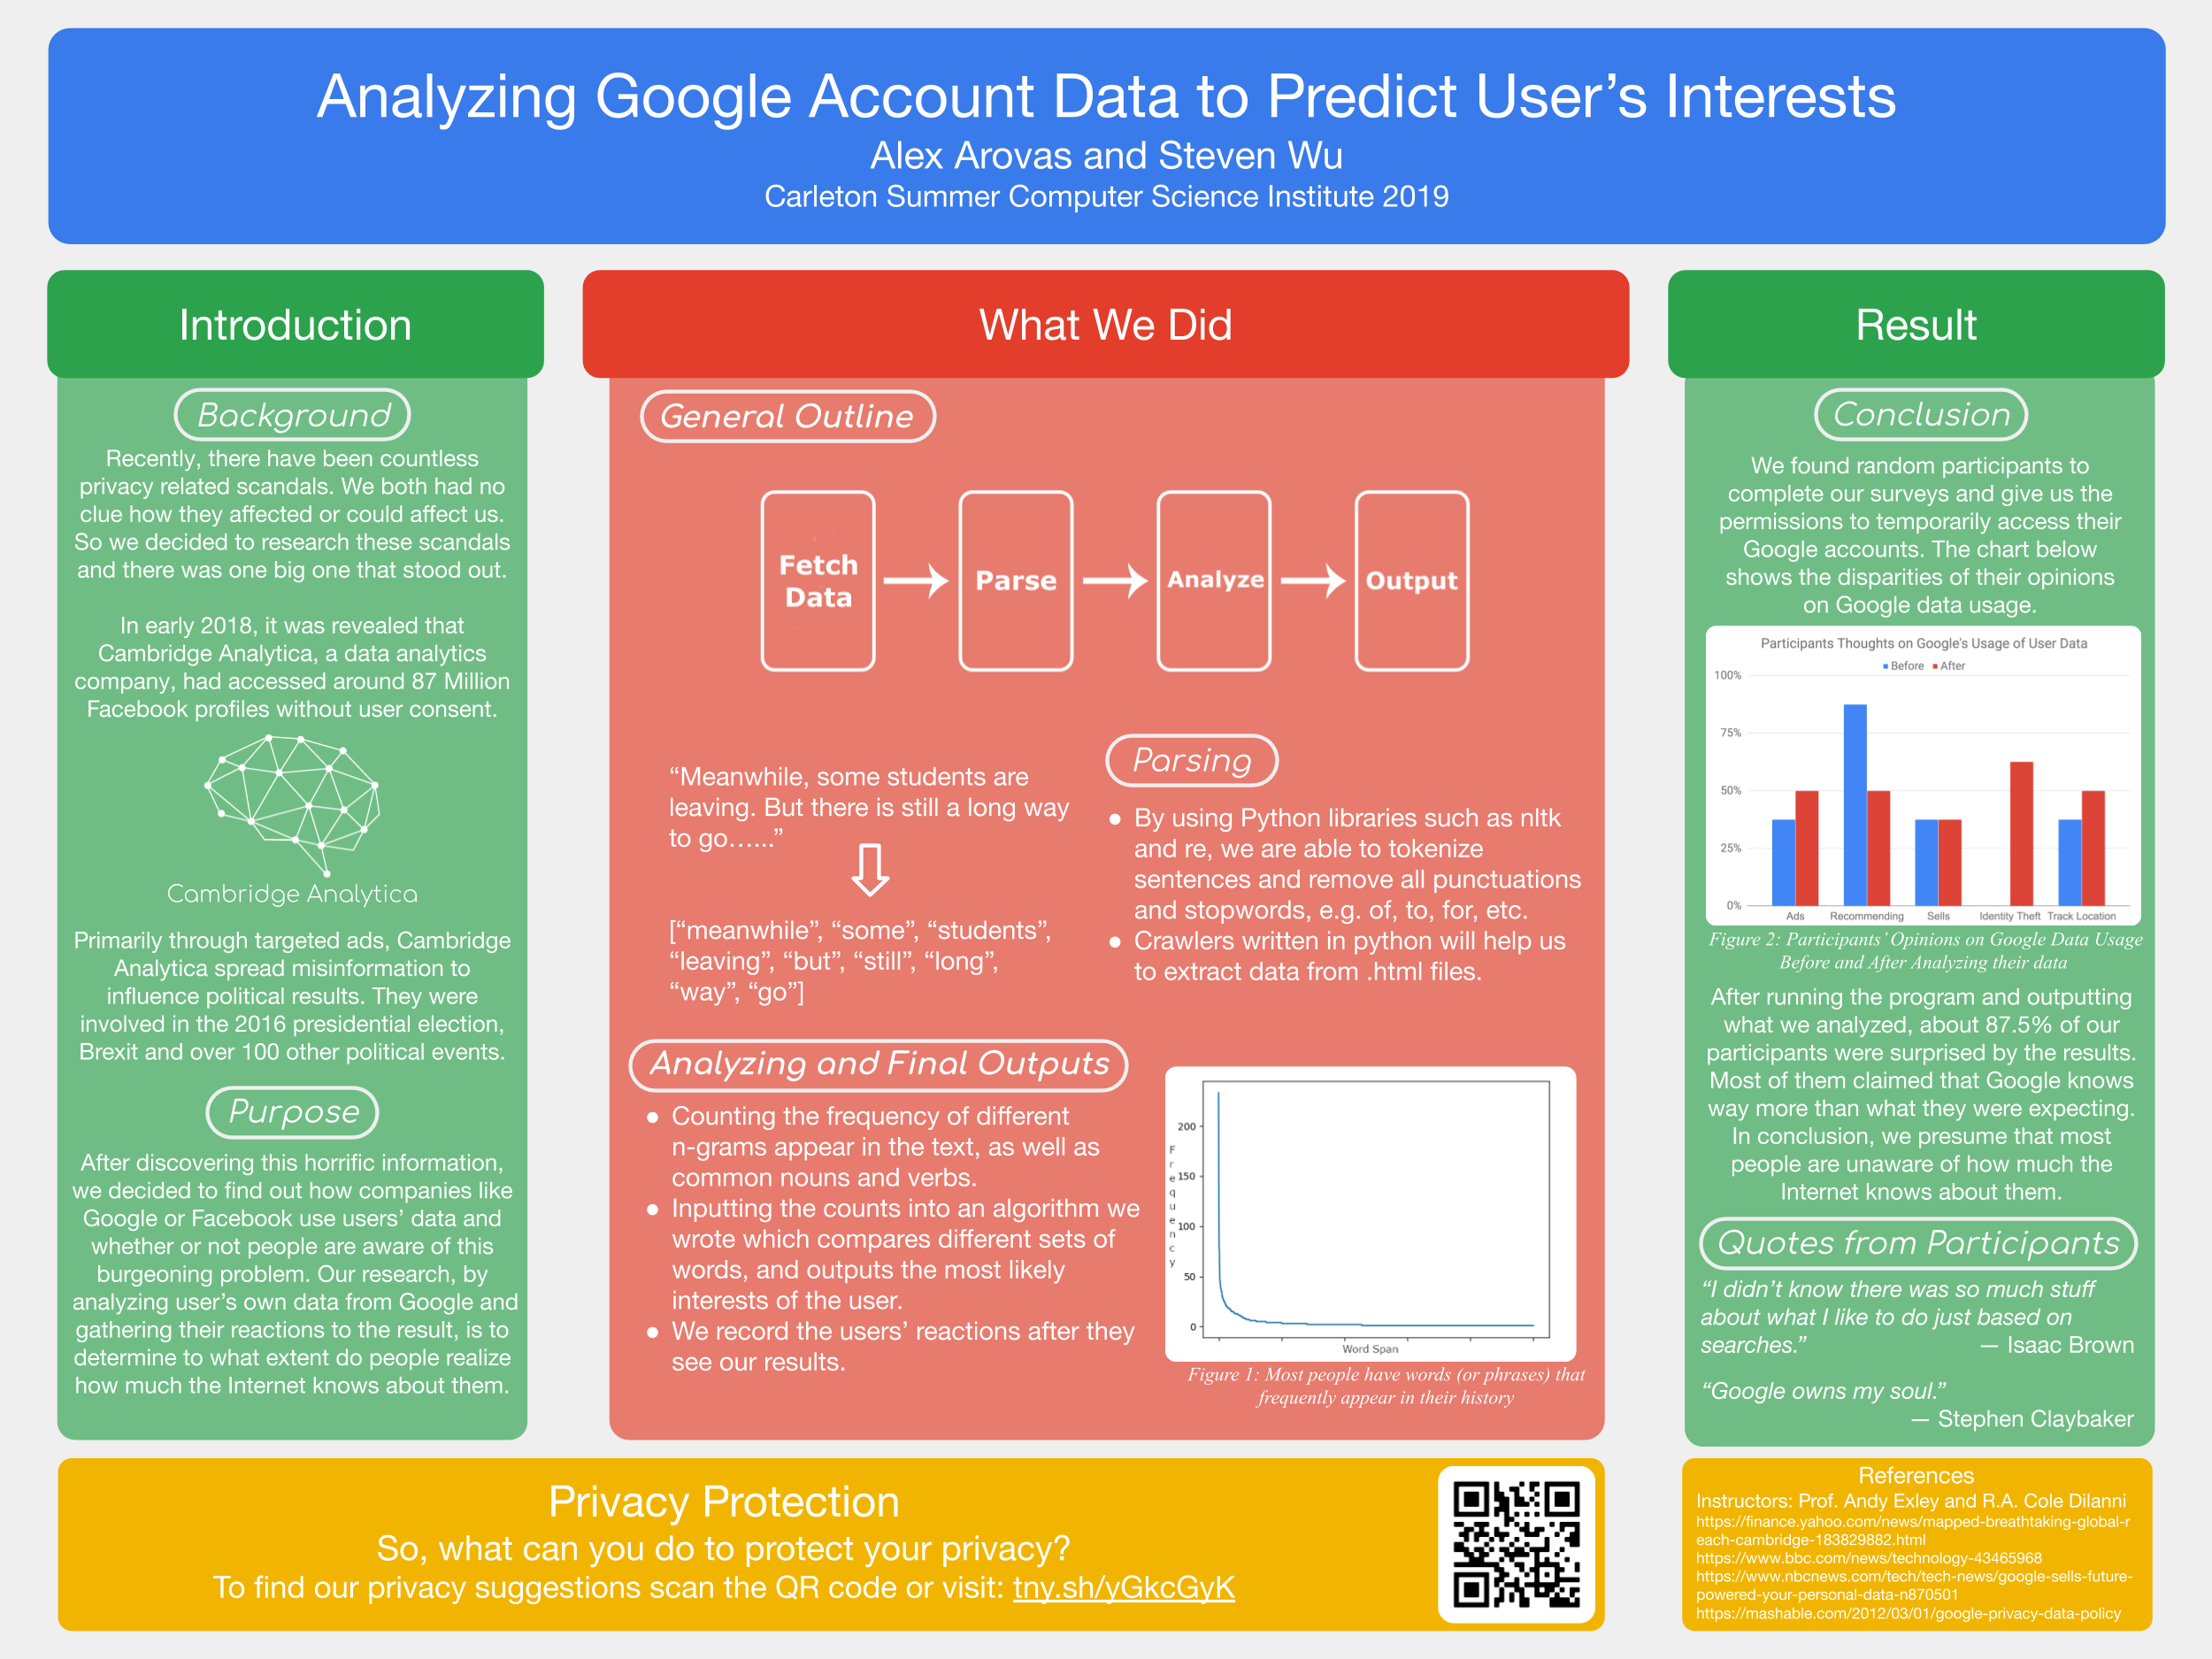 Analyzing Google Account Data to Predict User’s Interests
Alex Arovas and Steven Wu
Carleton Summer Computer Science Institute 2019
Introduction
Background
Recently, there have been countless
privacy related scandals. We both had no
clue how they affected or could affect us.
So we decided to research these scandals
and there was one big one that stood out.
In early 2018, it was revealed that
Cambridge Analytica, a data analytics
company, had accessed around 87 Million
Facebook profiles without user consent.
Cambridge Analytica
Primarily through targeted ads, Cambridge
Analytica spread misinformation to
influence political results. They were
involved in the 2016 presidential election,
Brexit and over 100 other political events.
Purpose
After discovering this horrific information,
we decided to find out how companies like
Google or Facebook use users’ data and
whether or not people are aware of this
burgeoning problem. Our research, by
analyzing user’s own data from Google and
gathering their reactions to the result, is to
determine to what extent do people realize
how much the Internet knows about them.
What We Did
General Outline
Fetch
Data
Parse
Analyze
Output
“Meanwhile, some students are
leaving. But there is still a long way
to go…...”
[“meanwhile”, “some”, “students”,
“leaving”, “but”, “still”, “long”,
“way”, “go”]
Parsing
● By using Python libraries such as nltk
and re, we are able to tokenize
sentences and remove all punctuations
and stopwords, e.g. of, to, for, etc.
● Crawlers written in python will help us
to extract data from .html files.
Analyzing and Final Outputs
● Counting the frequency of different
n-grams appear in the text, as well as
common nouns and verbs.
● Inputting the counts into an algorithm we
wrote which compares different sets of
words, and outputs the most likely
interests of the user.
● We record the users’ reactions after they
see our results.
Frequency
200
150
100
50
0
Word Span
Figure 1: Most people have words (or phrases) that
frequently appear in their history
Result
Conclusion
We found random participants to
complete our surveys and give us the
permissions to temporarily access their
Google accounts. The chart below
shows the disparities of their opinions
on Google data usage.
Participants Thoughts on Google's Usage of User Data
Before After
100%
75%
50%
25%
0%
Ads Recommending Sells Identity Theft Track Location
Figure 2: Participants’ Opinions on Google Data Usage
Before and After Analyzing their data
After running the program and outputting
what we analyzed, about 87.5% of our
participants were surprised by the results.
Most of them claimed that Google knows
way more than what they were expecting.
In conclusion, we presume that most
people are unaware of how much the
Internet knows about them.
Quotes from Participants
“I didn’t know there was so much stuff
about what I like to do just based on
searches.” — Isaac Brown
“Google owns my soul.”
— Stephen Claybaker
Privacy Protection
So, what can you do to protect your privacy?
To find our privacy suggestions scan the QR code or visit: tny.sh/yGkcGyK
References
Instructors: Prof. Andy Exley and R.A. Cole Dilanni
https://finance.yahoo.com/news/mapped-breathtaking-global-r
each-cambridge-183829882.html
https://www.bbc.com/news/technology-43465968
https://www.nbcnews.com/tech/tech-news/google-sells-future-
powered-your-personal-data-n870501
https://mashable.com/2012/03/01/google-privacy-data-policy